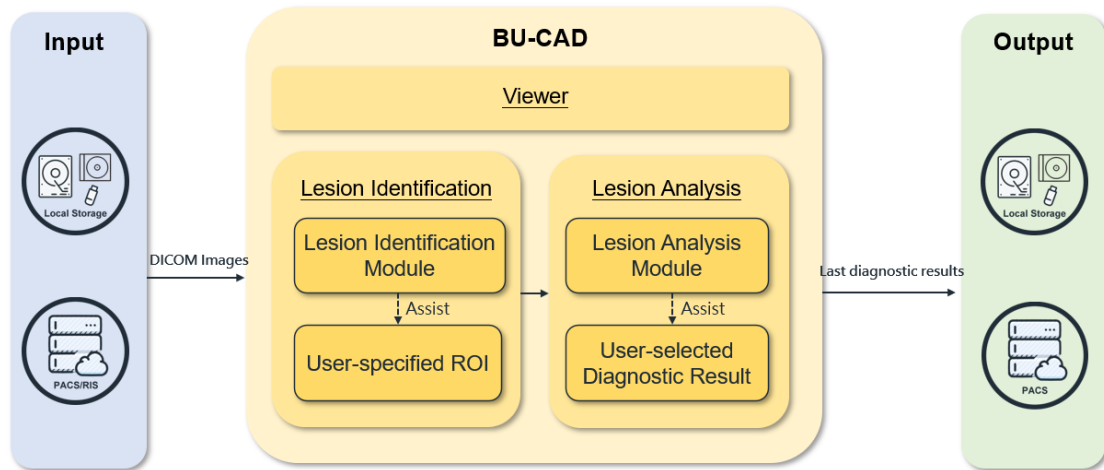 Input
Local Storage
PACS/RIS
DICOM Images
BU-CAD
Viewer
Lesion Identification
Lesion Identification
Module
Assist
User-specified ROI
Lesion Analysis
Lesion Analysis
Module
Assist
User-selected
Diagnostic Result
Last diagnostic results
Output
Local Storage
PACS